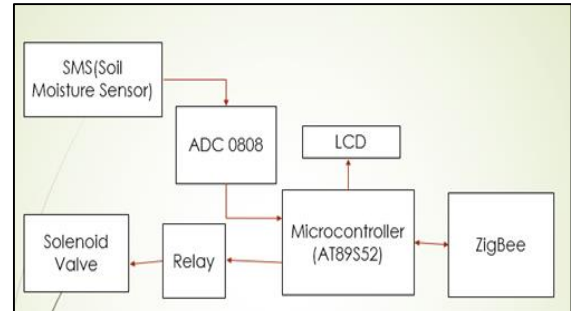 SMS(Soil
Moisture Sensor)
ADC 0808
LCD
Microcontroller
(AT89S52)
ZigBee
Relay
Solenoid
Valve